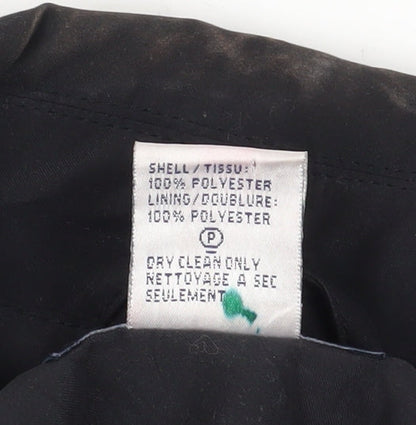 SHELL/TISSU:
100% POLYESTER
LINING/DOUBLURE:
100% POLYESTER
P
DRY CLEAN ONLY
NETTOYAGE A SEC
SEULEMENT